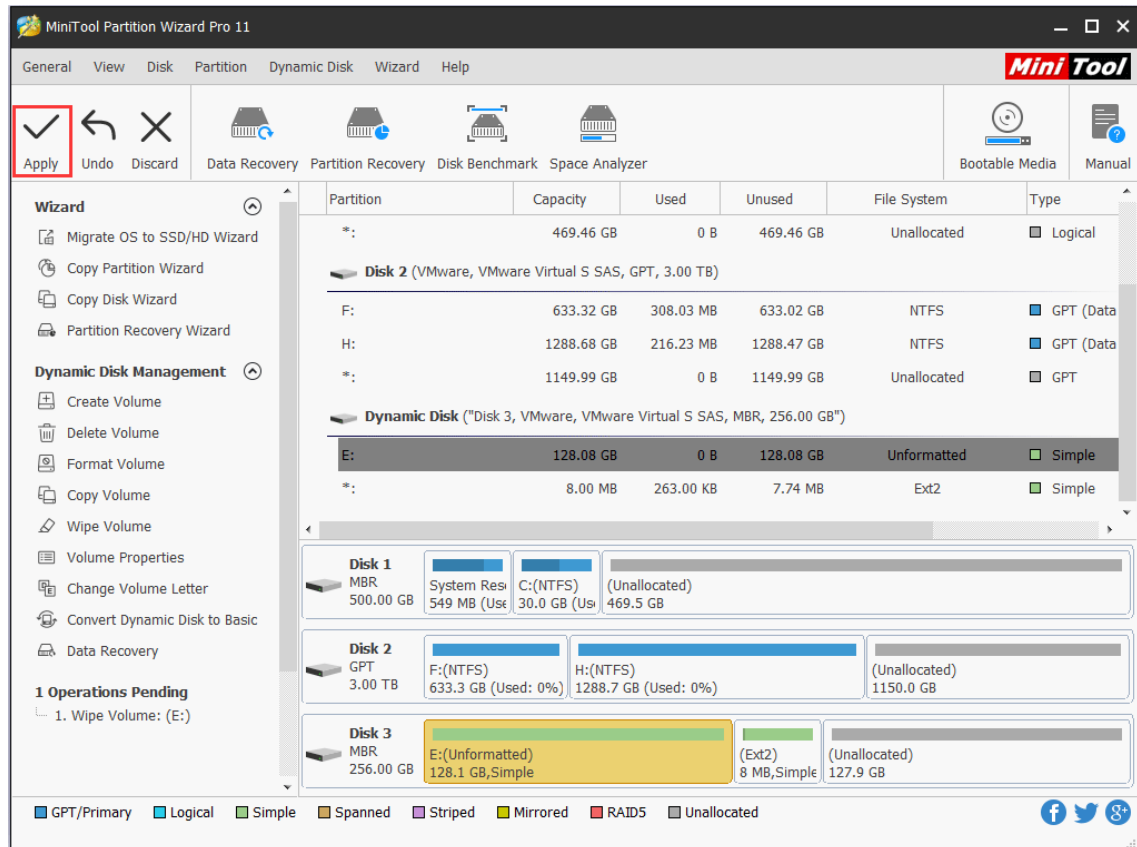 MiniTool Partition Wizard Pro 11
General View Disk Partition Dynamic Disk Wizard Help
Mini Tool
Apply Undo Discard Data Recovery Partition Recovery Disk Benchmark Space Analyzer Bootable Media Manual
Wizard
Migrate OS to SSD/HD Wizard
Copy Partition Wizard
Copy Disk Wizard
Partition Recovery Wizard
Dynamic Disk Management
Create Volume
Delete Volume
Format Volume
Copy Volume
Wipe Volume
Volume Properties
Change Volume Letter
Convert Dynamic Disk to Basic
Data Recovery
1 Operations Pending
1. Wipe Volume: (E:)
Partition Capacity Used Unused File System Type
*: 469.46 GB 0 B 469.46 GB Unallocated Logical
Disk 2 (VMware, VMware Virtual S SAS, GPT, 3.00 TB)
F: 633.32 GB 308.03 MB 633.02 GB NTFS GPT (Data
H: 1288.68 GB 216.23 MB 1288.47 GB NTFS GPT (Data
*: 1149.99 GB 0 B 1149.99 GB Unallocated GPT
Dynamic Disk ("Disk 3, VMware, VMware Virtual S SAS, MBR, 256.00 GB")
E: 128.08 GB 0 B 128.08 GB Unformatted Simple
*: 8.00 MB 263.00 KB 7.74 MB Ext2 Simple
Disk 1
MBR
500.00 GB
System Rese
549 MB (Use
C:(NTFS)
30.0 GB (Us
(Unallocated)
469.5 GB
Disk 2
GPT
3.00 TB
F:(NTFS)
633.3 GB (Used: 0%)
H:(NTFS)
1288.7 GB (Used: 0%)
(Unallocated)
1150.0 GB
Disk 3
MBR
256.00 GB
E:(Unformatted)
128.1 GB,Simple
(Ext2)
8 MB,Simple
(Unallocated)
127.9 GB
GPT/Primary Logical Simple Spanned Striped Mirrored RAID5 Unallocated